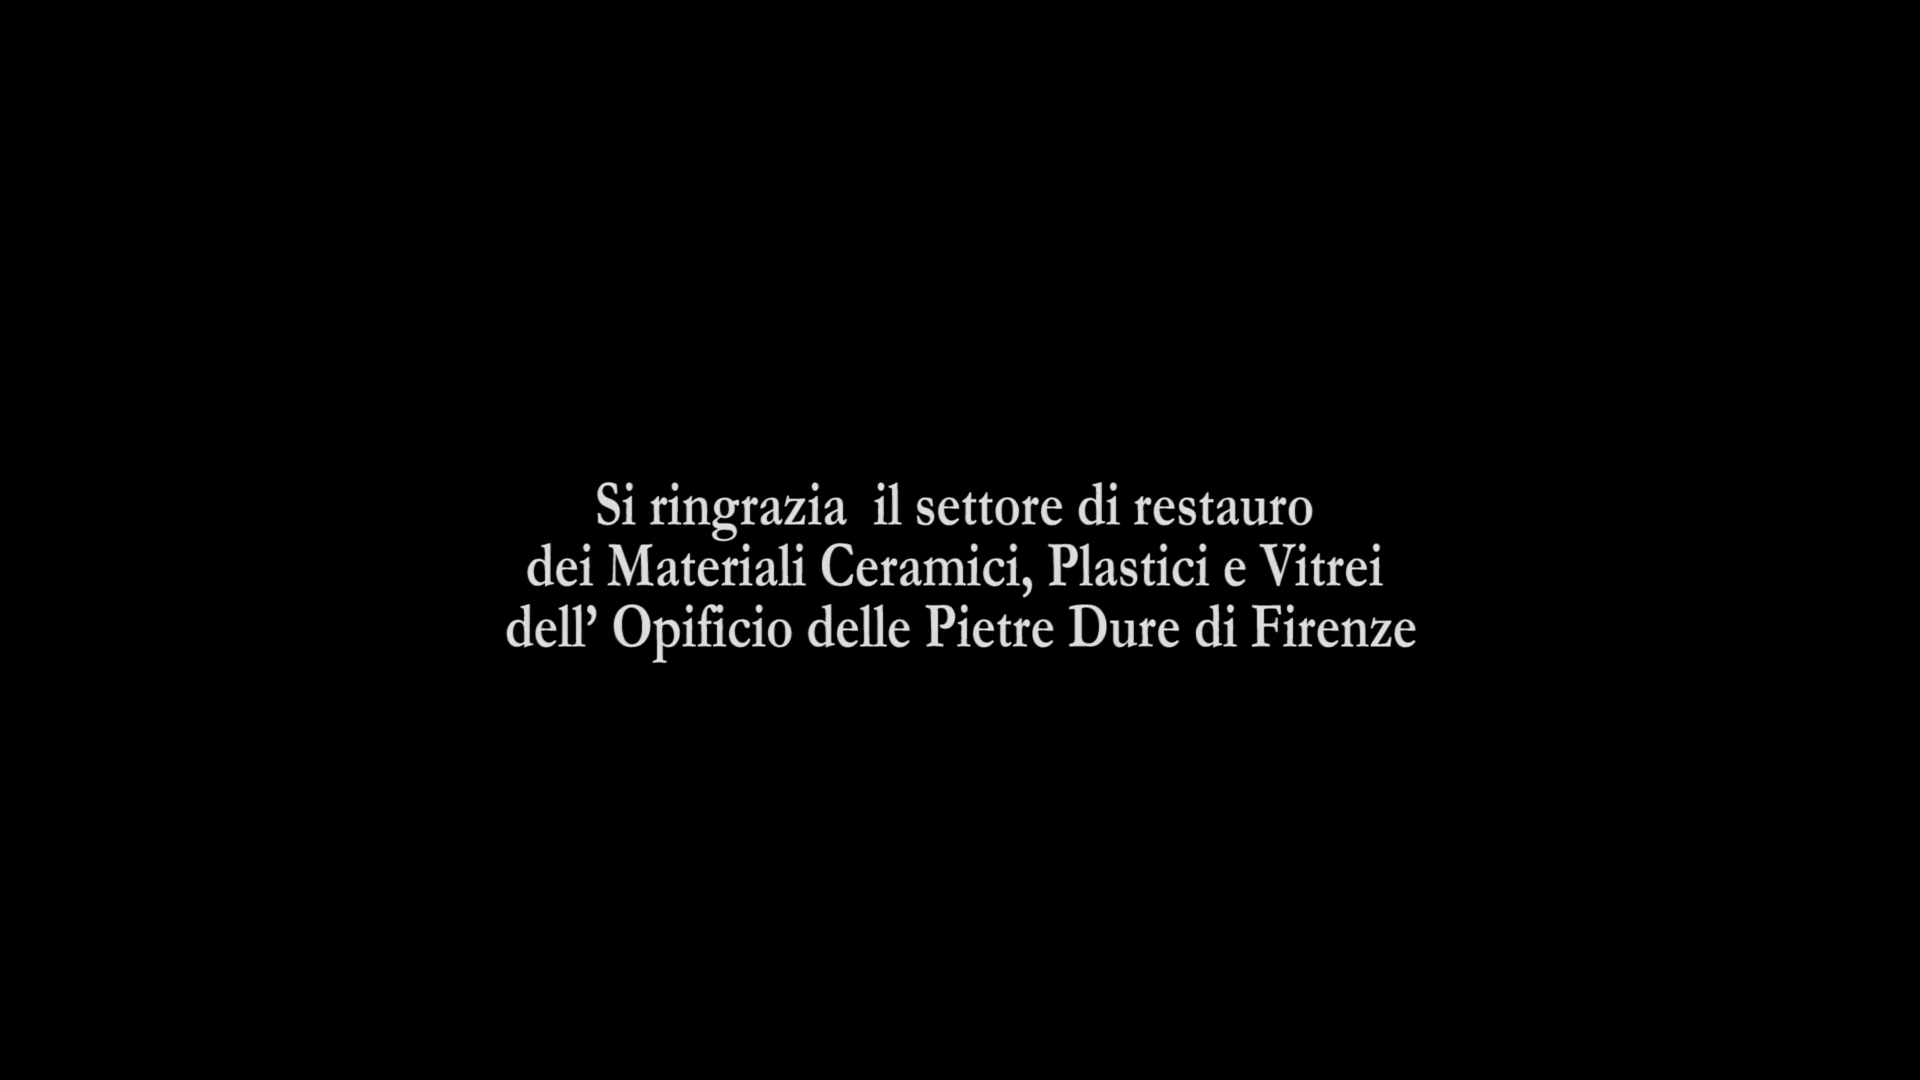 Si ringrazia  il settore di restauro
dei Materiali Ceramici, Plastici e Vitrei
dell’ Opificio delle Pietre Dure di Firenze